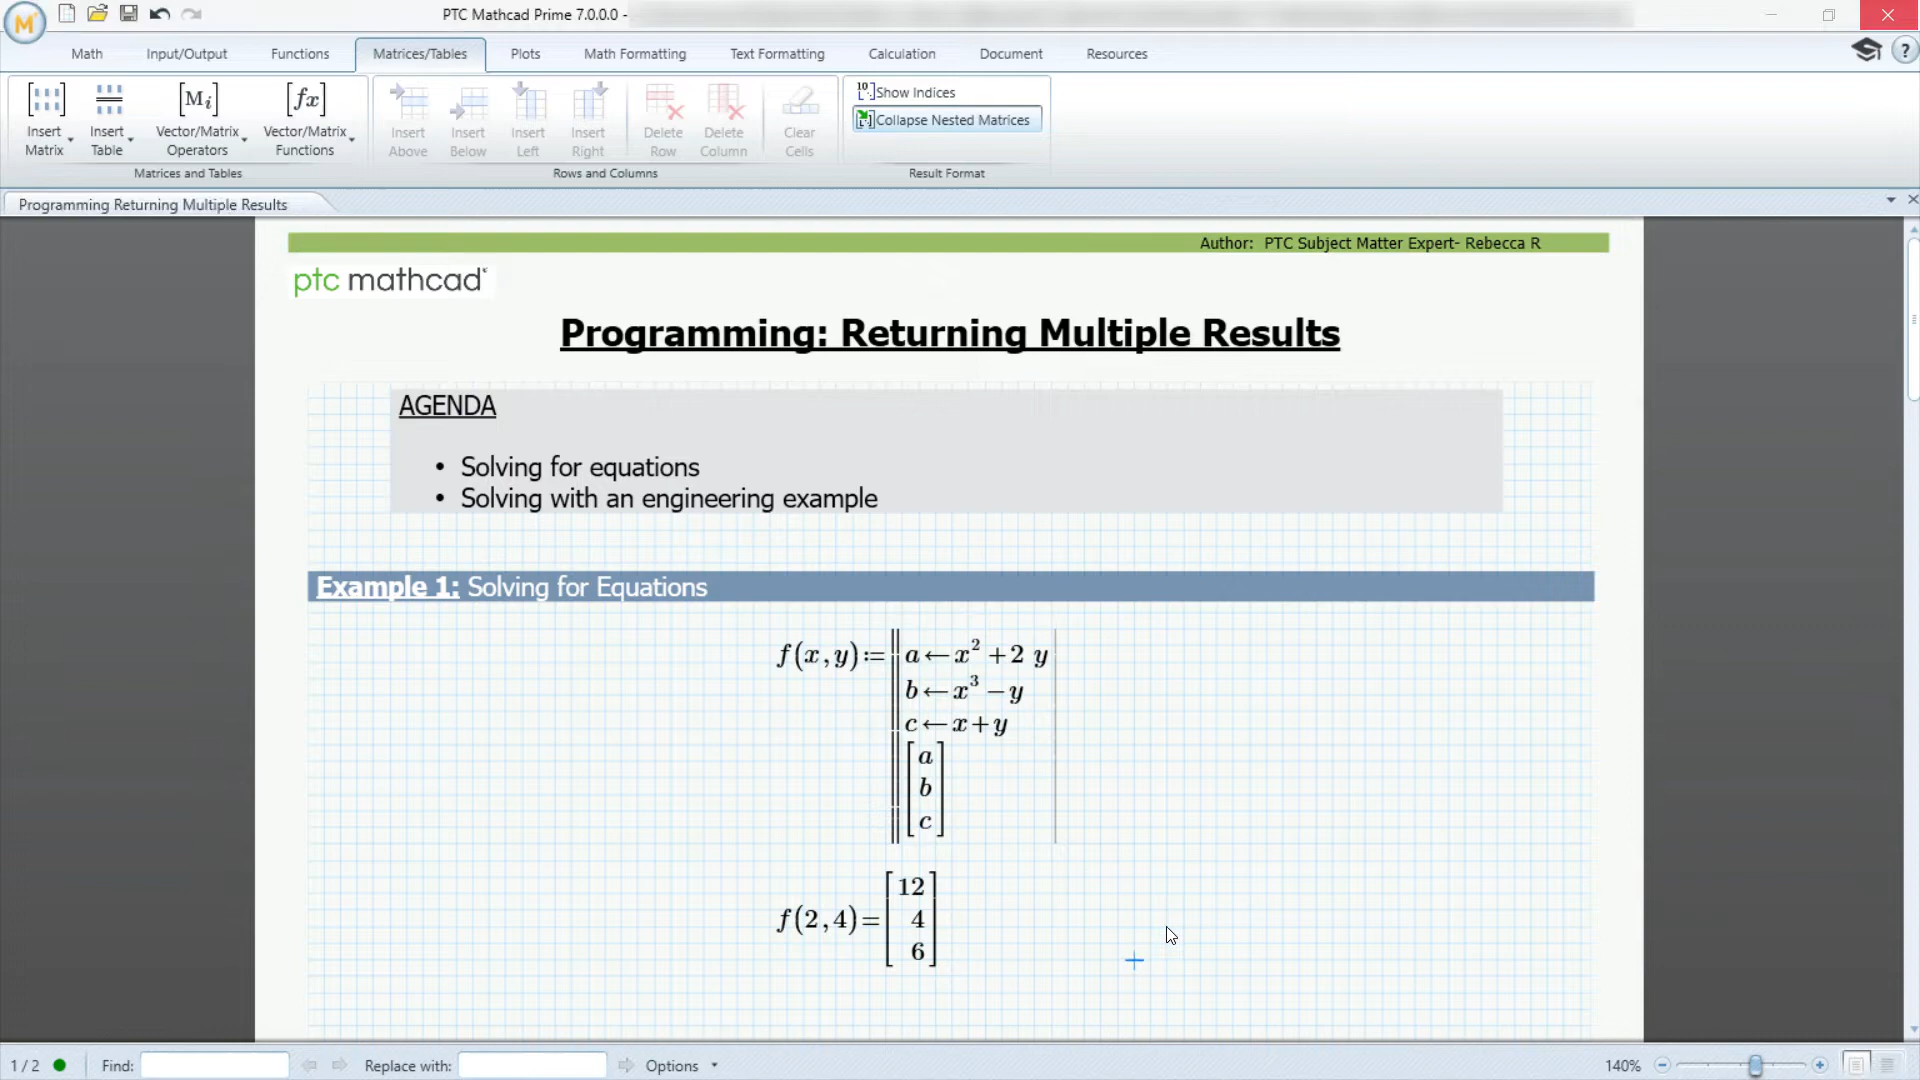 PTC Mathcad Prime 7.0.0.0 -
Math Input/Output Functions Matrices/Tables Plots Math Formatting Text Formatting Calculation Document Resources
Insert Matrix
Insert Table
Vector/Matrix Operators
Vector/Matrix Functions
Matrices and Tables
Insert Above
Insert Below
Insert Left
Insert Right
Delete Row
Delete Column
Clear Cells
Rows and Columns
Show Indices
Collapse Nested Matrices
Result Format
Programming Returning Multiple Results
Author: PTC Subject Matter Expert- Rebecca R
ptc mathcad
Programming: Returning Multiple Results
AGENDA
• Solving for equations
• Solving with an engineering example
Example 1: Solving for Equations
f(x,y):= a←x² +2 y
b←x³ −y
c←x+y
[a
b
c]
f(2,4)= [12
4
6]
1 / 2 Find: Replace with: Options 140%